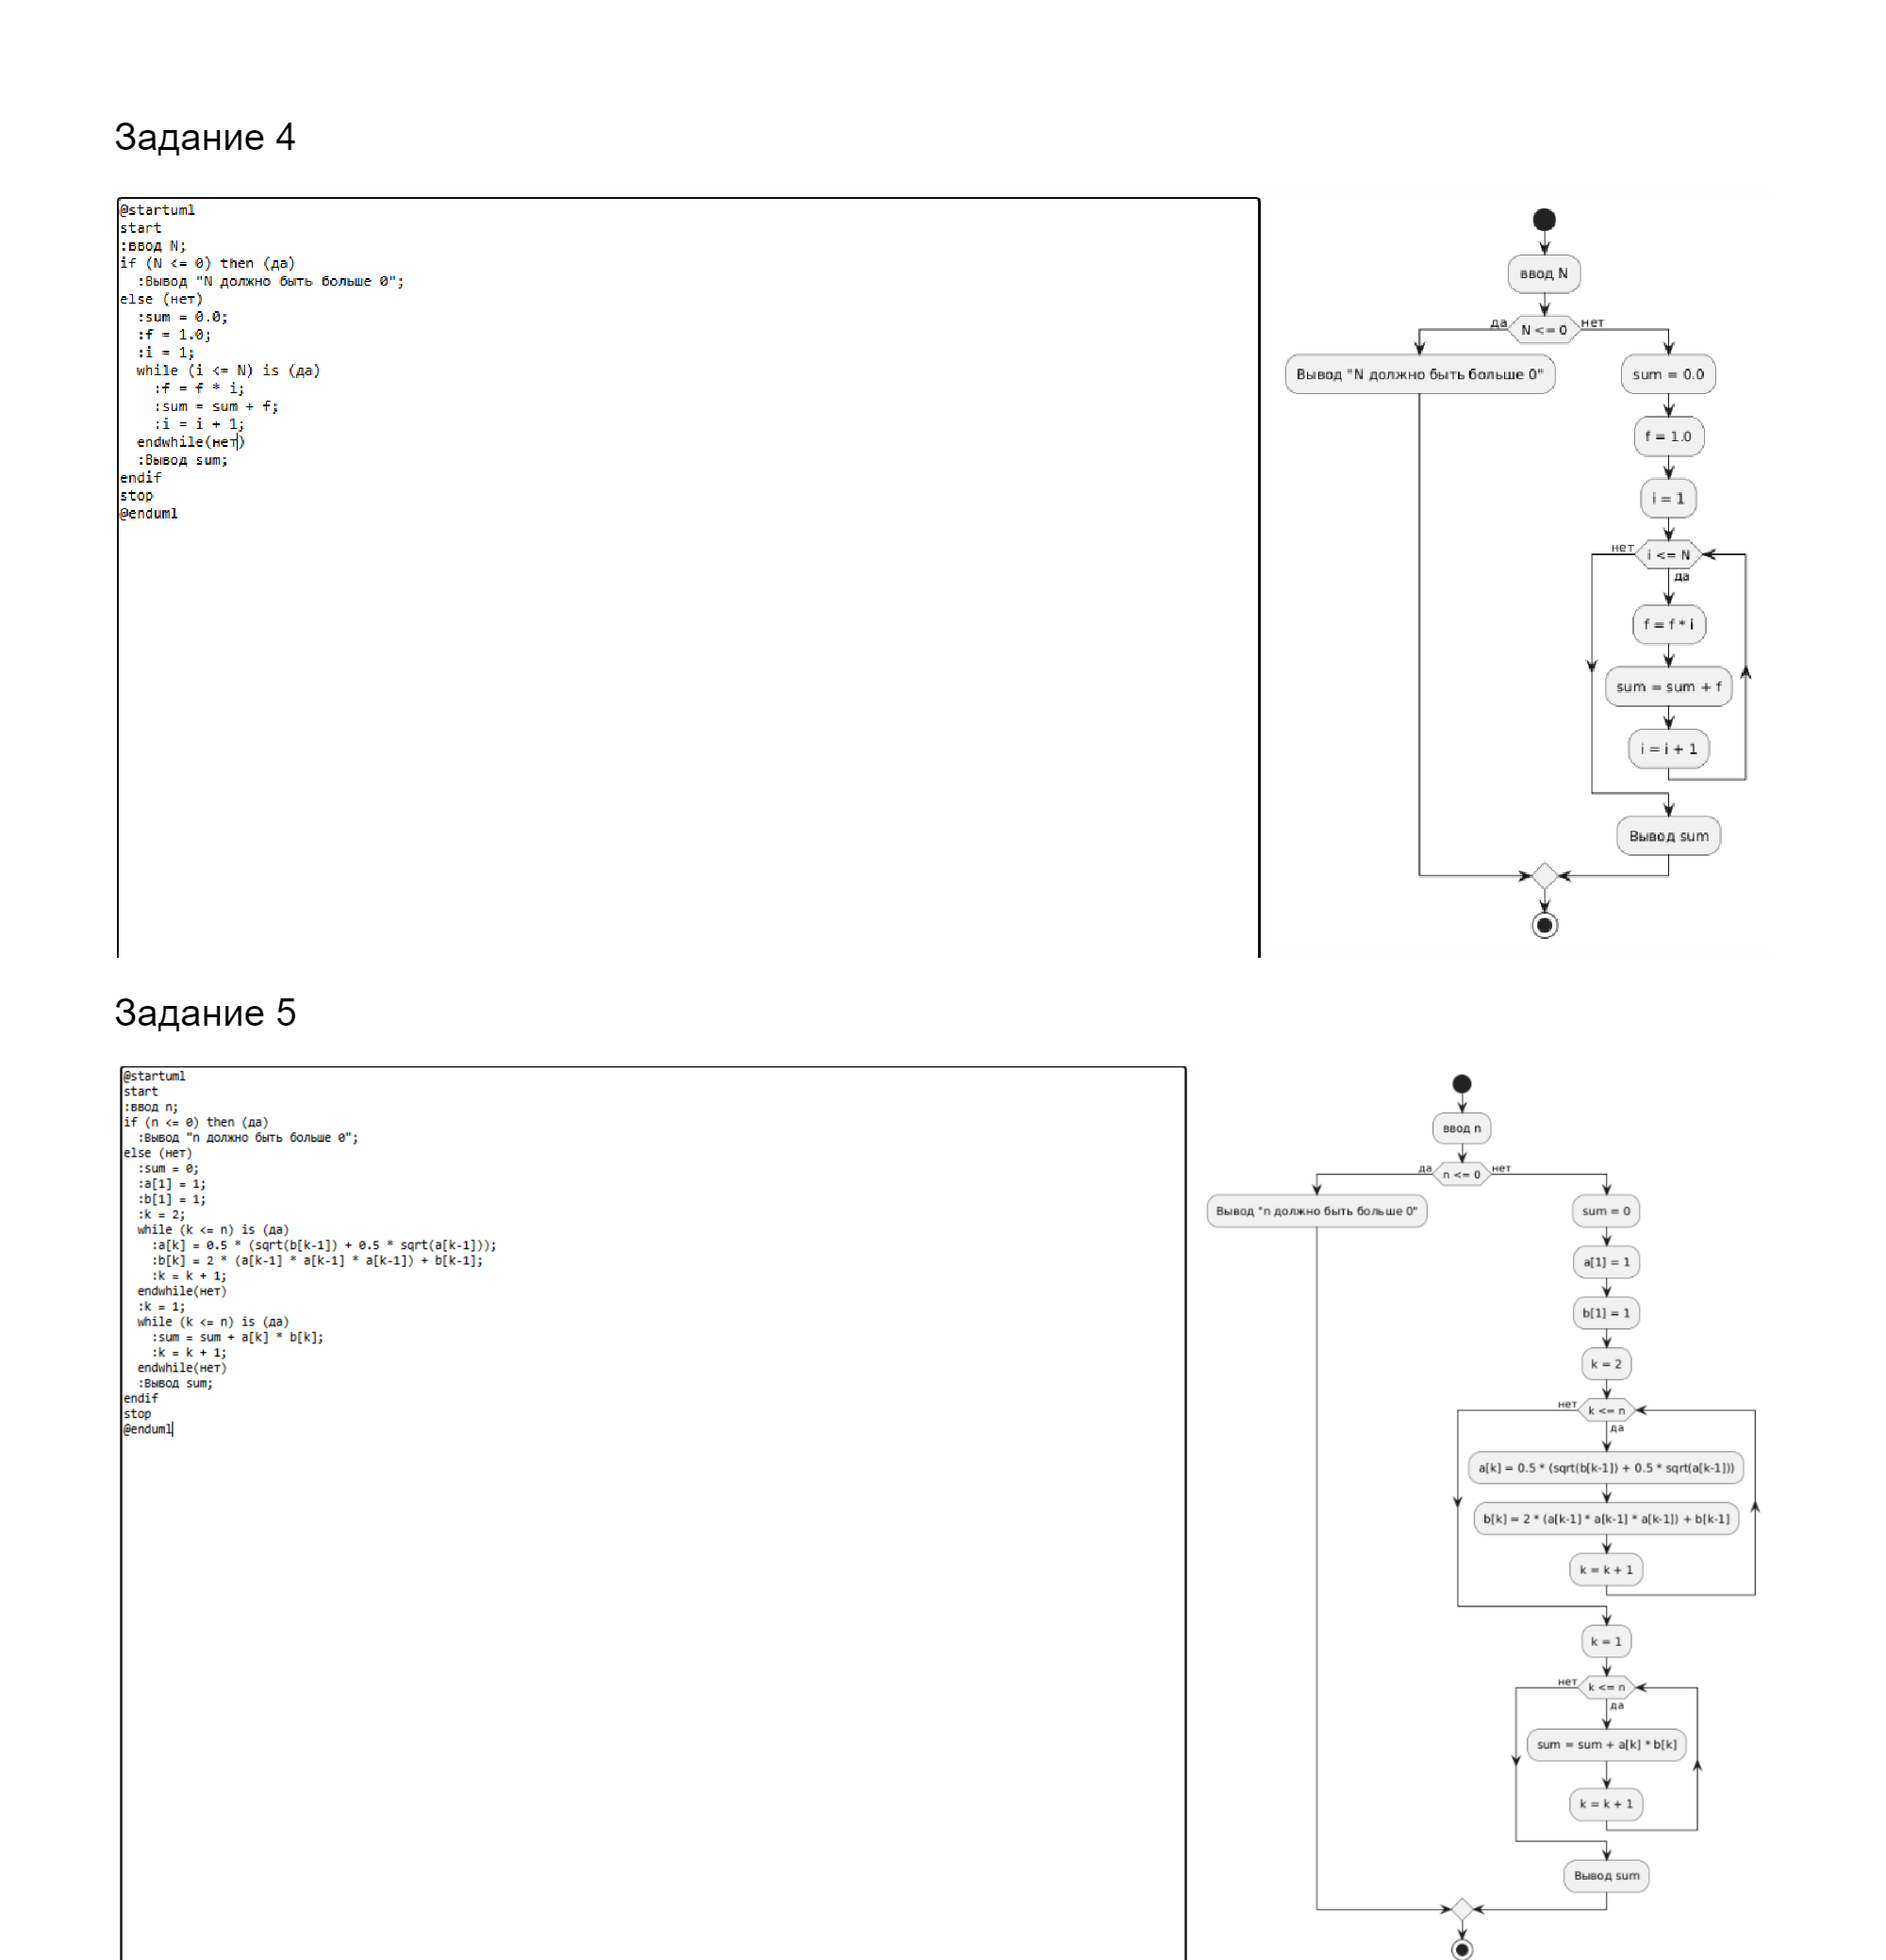 Задание 4
@startuml
start
:ввод N;
if (N <= 0) then (да)
  :Вывод "N должно быть больше 0";
else (нет)
  :sum = 0.0;
  :f = 1.0;
  :i = 1;
  while (i <= N) is (да)
    :f = f * i;
    :sum = sum + f;
    :i = i + 1;
  endwhile(нет)
  :Вывод sum;
endif
stop
@enduml
ввод N
да
N <= 0
нет
Вывод "N должно быть больше 0"
sum = 0.0
f = 1.0
i = 1
нет
i <= N
да
f = f * i
sum = sum + f
i = i + 1
Вывод sum
Задание 5
@startuml
start
:ввод n;
if (n <= 0) then (да)
  :Вывод "n должно быть больше 0";
else (нет)
  :sum = 0;
  :a[1] = 1;
  :b[1] = 1;
  :k = 2;
  while (k <= n) is (да)
    :a[k] = 0.5 * (sqrt(b[k-1]) + 0.5 * sqrt(a[k-1]));
    :b[k] = 2 * (a[k-1] * a[k-1] * a[k-1]) + b[k-1];
    :k = k + 1;
  endwhile(нет)
  :k = 1;
  while (k <= n) is (да)
    :sum = sum + a[k] * b[k];
    :k = k + 1;
  endwhile(нет)
  :Вывод sum;
endif
stop
@enduml
ввод n
да
n <= 0
нет
Вывод "n должно быть больше 0"
sum = 0
a[1] = 1
b[1] = 1
k = 2
нет
k <= n
да
a[k] = 0.5 * (sqrt(b[k-1]) + 0.5 * sqrt(a[k-1]))
b[k] = 2 * (a[k-1] * a[k-1] * a[k-1]) + b[k-1]
k = k + 1
k = 1
нет
k <= n
да
sum = sum + a[k] * b[k]
k = k + 1
Вывод sum